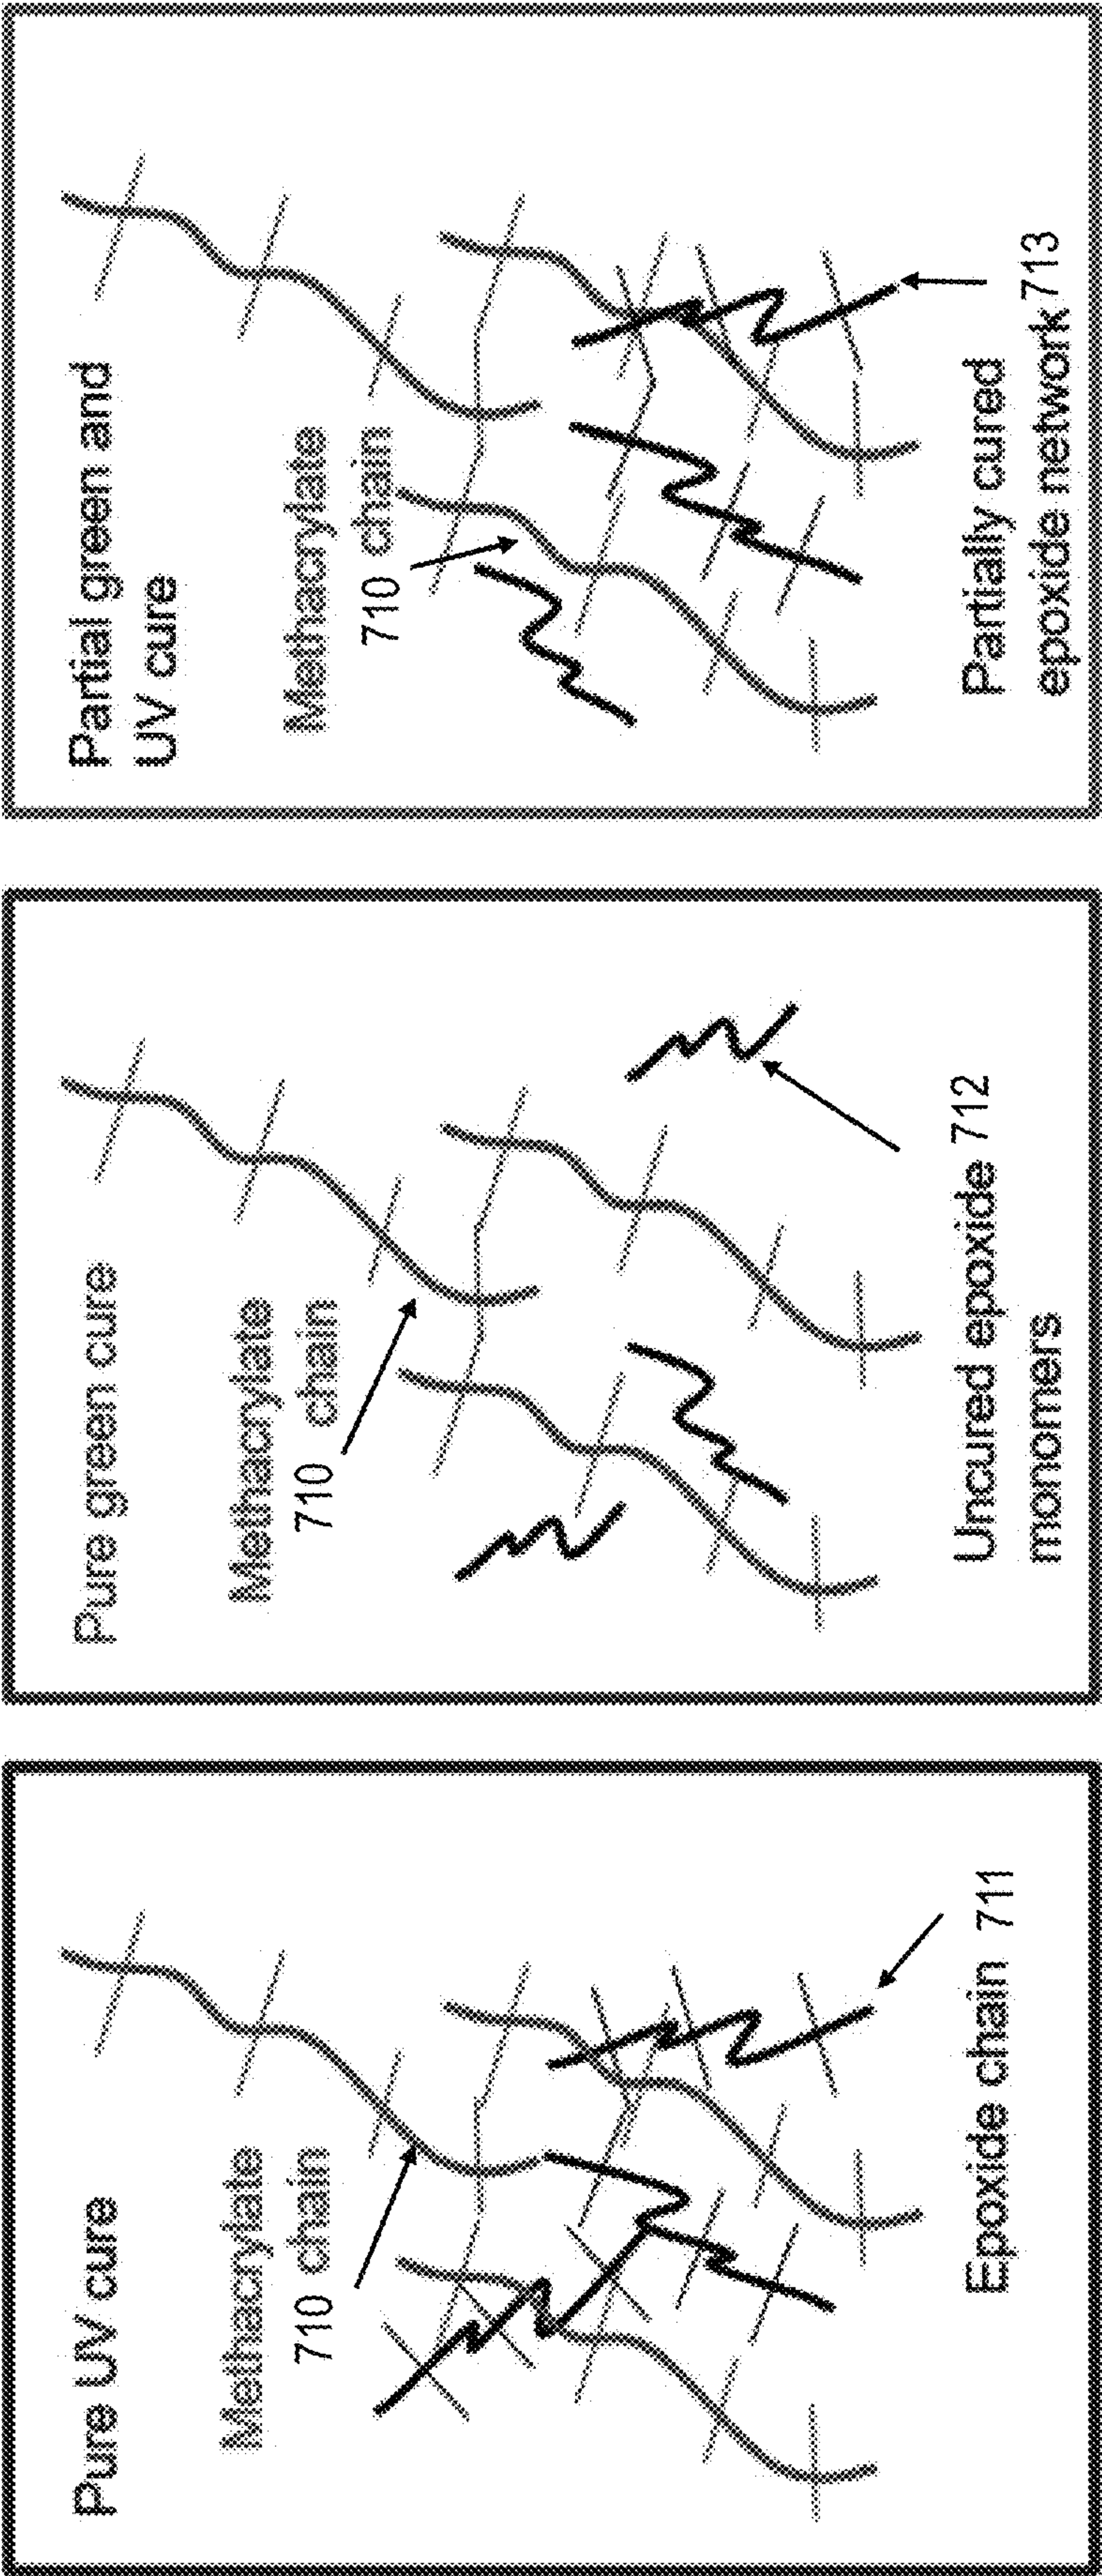 Pure UV cure
Methacrylate
710 chain
Epoxide chain 711
Pure green cure
Methacrylate
710 chain
Uncured epoxide 712
monomers
Partial green and
UV cure
Methacrylate
710 chain
Partially cured
epoxide network 713